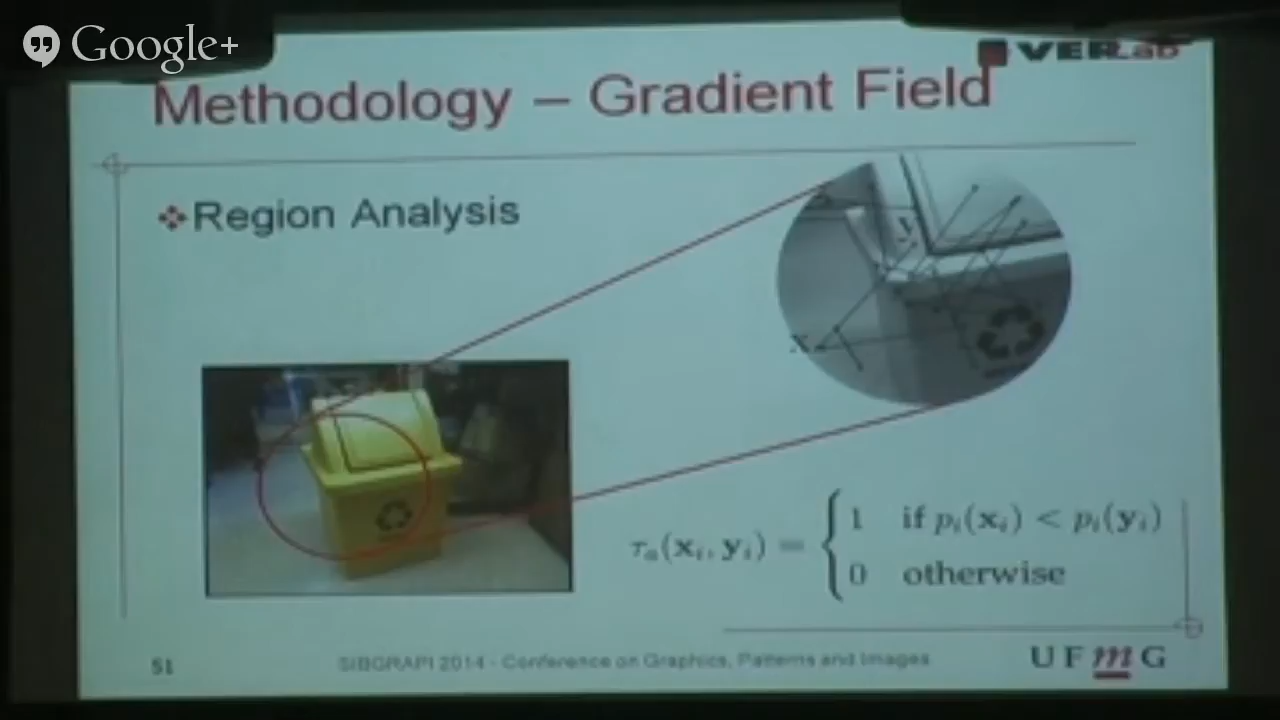 Google+
VERLab
Methodology – Gradient Field
❖Region Analysis
y
x
τₐ(xᵢ, yᵢ) = { 1 if pᵢ(xᵢ) < pᵢ(yᵢ)
0 otherwise
51 SIBGRAPI 2014 - Conference on Graphics, Patterns and Images UFmG